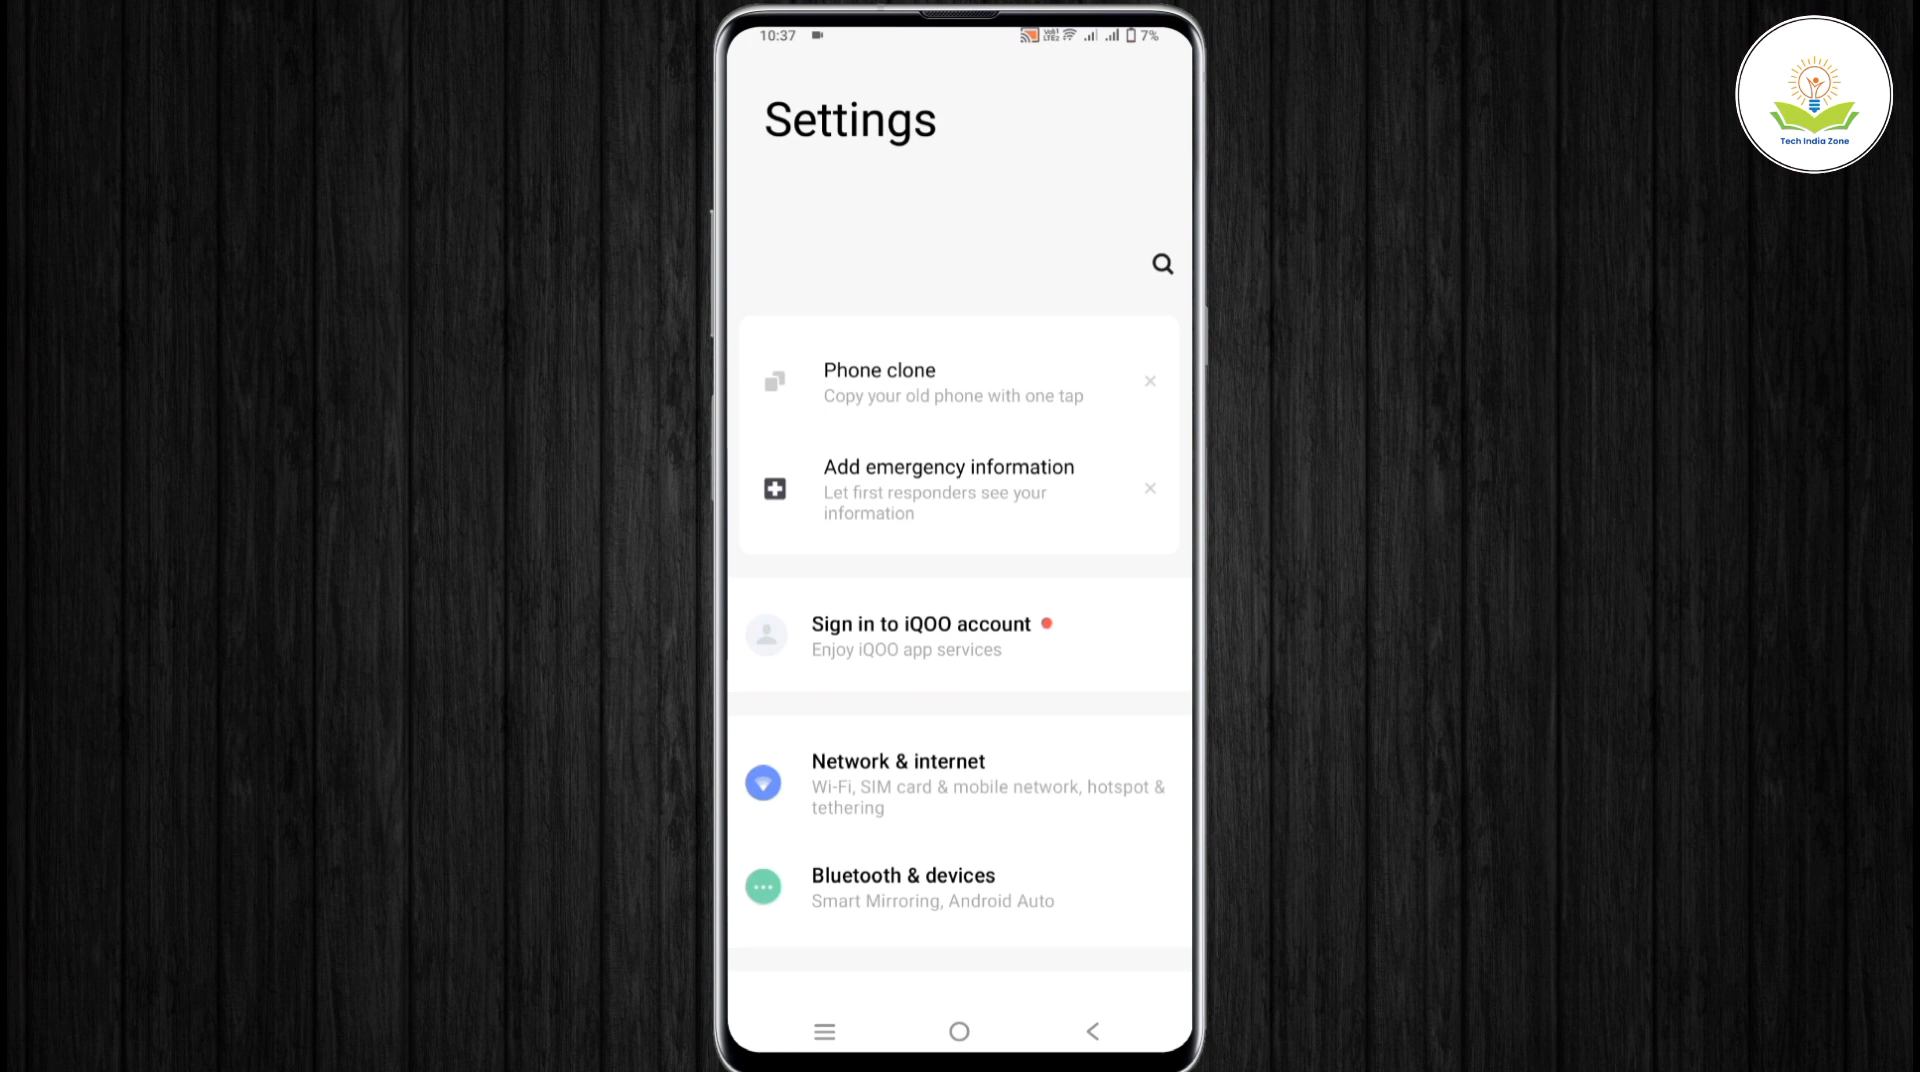 10:37
7%
Tech India Zone
Settings
Phone clone
Copy your old phone with one tap
Add emergency information
Let first responders see your
information
Sign in to iQOO account
Enjoy iQOO app services
Network & internet
Wi-Fi, SIM card & mobile network, hotspot &
tethering
Bluetooth & devices
Smart Mirroring, Android Auto